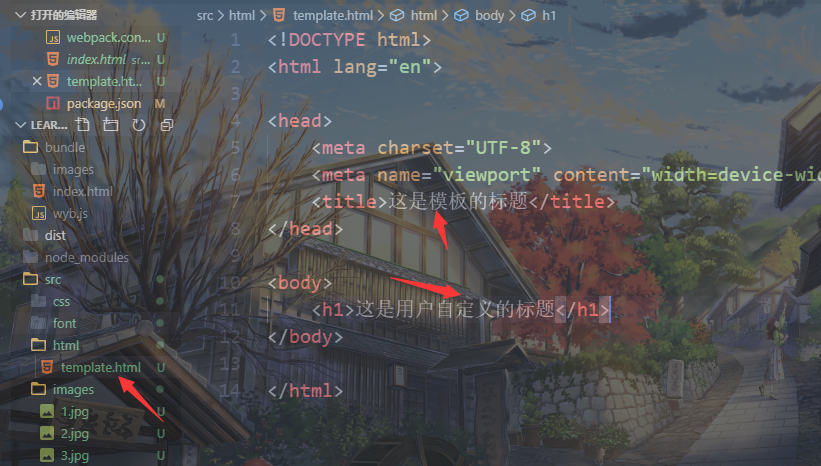 打开的编辑器
webpack.con... U
index.html sr... U
template.ht... U
package.json M
LEAR...
bundle
images
index.html
wyb.js
dist
node_modules
src
css
font
html
template.html U
images
1.jpg U
2.jpg U
3.jpg U
src > html > template.html > html > body > h1
1 <!DOCTYPE html>
2 <html lang="en">
3
4 <head>
5 <meta charset="UTF-8">
6 <meta name="viewport" content="width=device-wid
7 <title>这是模板的标题</title>
8 </head>
9
10 <body>
11 <h1>这是用户自定义的标题</h1>
12 </body>
13
14 </html>